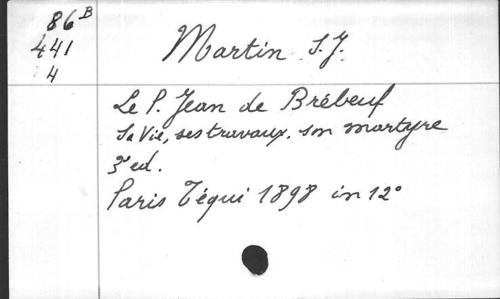 86 B
441
4
Martin S.J.
Le P. Jean de Brébeuf
Sa Vie, ses travaux, son martyre
3e ed.
Paris Téqui 1898 in 12°